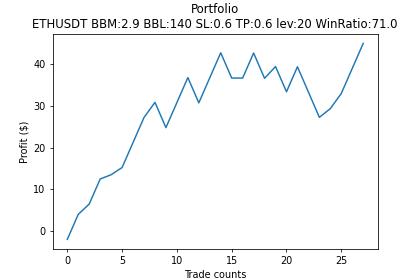 Portfolio
ETHUSDT BBM:2.9 BBL:140 SL:0.6 TP:0.6 lev:20 WinRatio:71.0
Profit ($)
40
30
20
10
0
0 5 10 15 20 25
Trade counts